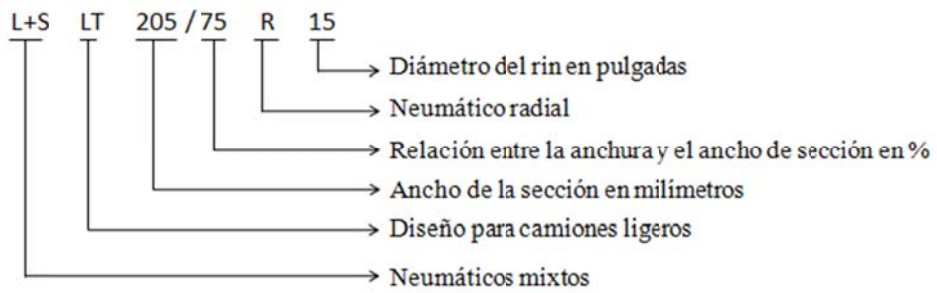 L+S LT 205 / 75 R 15
Diámetro del rin en pulgadas
Neumático radial
Relación entre la anchura y el ancho de sección en %
Ancho de la sección en milímetros
Diseño para camiones ligeros
Neumáticos mixtos